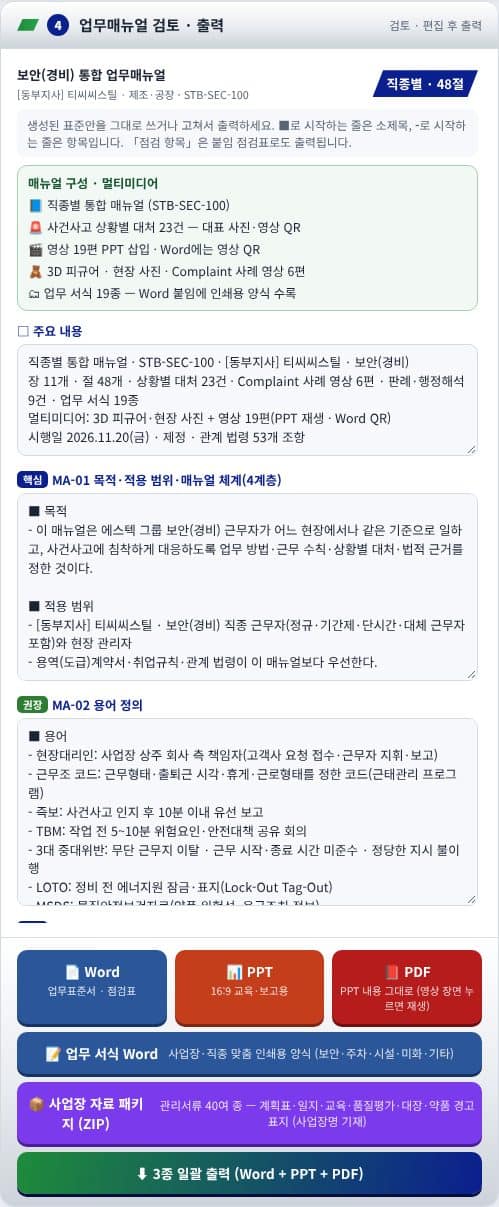 4 업무매뉴얼 검토 · 출력
검토 · 편집 후 출력
보안(경비) 통합 업무매뉴얼
[동부지사] 티씨씨스틸 · 제조·공장 · STB-SEC-100
직종별 · 48절
생성된 표준안을 그대로 쓰거나 고쳐서 출력하세요. ■로 시작하는 줄은 소제목, -로 시작하
는 줄은 항목입니다. 「점검 항목」은 붙임 점검표로도 출력됩니다.
매뉴얼 구성 · 멀티미디어
📘 직종별 통합 매뉴얼 (STB-SEC-100)
🚨 사건사고 상황별 대처 23건 — 대표 사진·영상 QR
🎬 영상 19편 PPT 삽입 · Word에는 영상 QR
🧸 3D 피규어 · 현장 사진 · Complaint 사례 영상 6편
🗂 업무 서식 19종 — Word 붙임에 인쇄용 양식 수록
□ 주요 내용
직종별 통합 매뉴얼 · STB-SEC-100 · [동부지사] 티씨씨스틸 · 보안(경비)
장 11개 · 절 48개 · 상황별 대처 23건 · Complaint 사례 영상 6편 · 판례·행정해석
9건 · 업무 서식 19종
멀티미디어: 3D 피규어·현장 사진 + 영상 19편(PPT 재생 · Word QR)
시행일 2026.11.20(금) · 제정 · 관계 법령 53개 조항
핵심 MA-01 목적·적용 범위·매뉴얼 체계(4계층)
■ 목적
- 이 매뉴얼은 에스텍 그룹 보안(경비) 근무자가 어느 현장에서나 같은 기준으로 일하
고, 사건사고에 침착하게 대응하도록 업무 방법·근무 수칙·상황별 대처·법적 근거를
정한 것이다.
■ 적용 범위
- [동부지사] 티씨씨스틸 · 보안(경비) 직종 근무자(정규·기간제·단시간·대체 근무자
포함)와 현장 관리자
- 용역(도급)계약서·취업규칙·관계 법령이 이 매뉴얼보다 우선한다.
권장 MA-02 용어 정의
■ 용어
- 현장대리인: 사업장 상주 회사 측 책임자(고객사 요청 접수·근무자 지휘·보고)
- 근무조 코드: 근무형태·출퇴근 시각·휴게·근로형태를 정한 코드(근태관리 프로그
램)
- 즉보: 사건사고 인지 후 10분 이내 유선 보고
- TBM: 작업 전 5~10분 위험요인·안전대책 공유 회의
- 3대 중대위반: 무단 근무지 이탈 · 근무 시작·종료 시간 미준수 · 정당한 지시 불이
행
- LOTO: 정비 전 에너지원 잠금·표지(Lock-Out Tag-Out)
- MSDS: 물질안전보건자료(약품 위험성·응급조치 정보)
📄 Word
업무표준서 · 점검표
📊 PPT
16:9 교육·보고용
📕 PDF
PPT 내용 그대로 (영상 장면 누
르면 재생)
📝 업무 서식 Word 사업장·직종 맞춤 인쇄용 양식 (보안·주차·시설·미화·기타)
📦 사업장 자료 패키
지 (ZIP)
관리서류 40여 종 — 계획표·일지·교육·품질평가·대장·약품 경고
표지 (사업장명 기재)
⬇ 3종 일괄 출력 (Word + PPT + PDF)